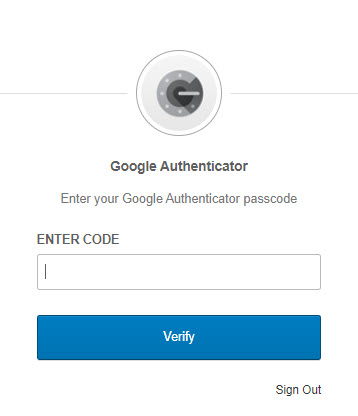 Google Authenticator
Enter your Google Authenticator passcode
ENTER CODE
Verify
Sign Out